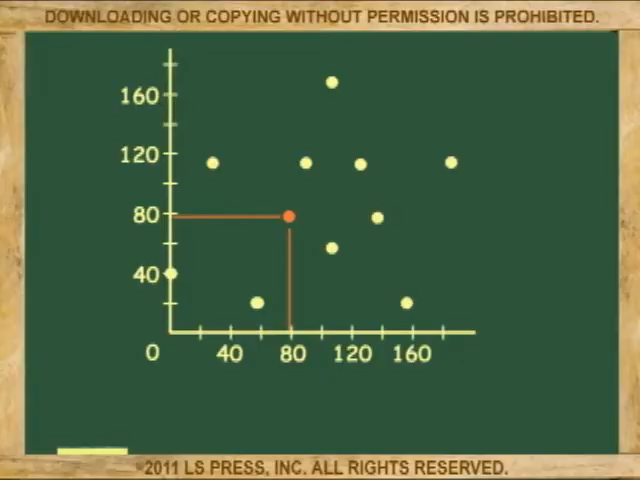 DOWNLOADING OR COPYING WITHOUT PERMISSION IS PROHIBITED.
160
120
80
40
0 40 80 120 160
©2011 LS PRESS, INC. ALL RIGHTS RESERVED.